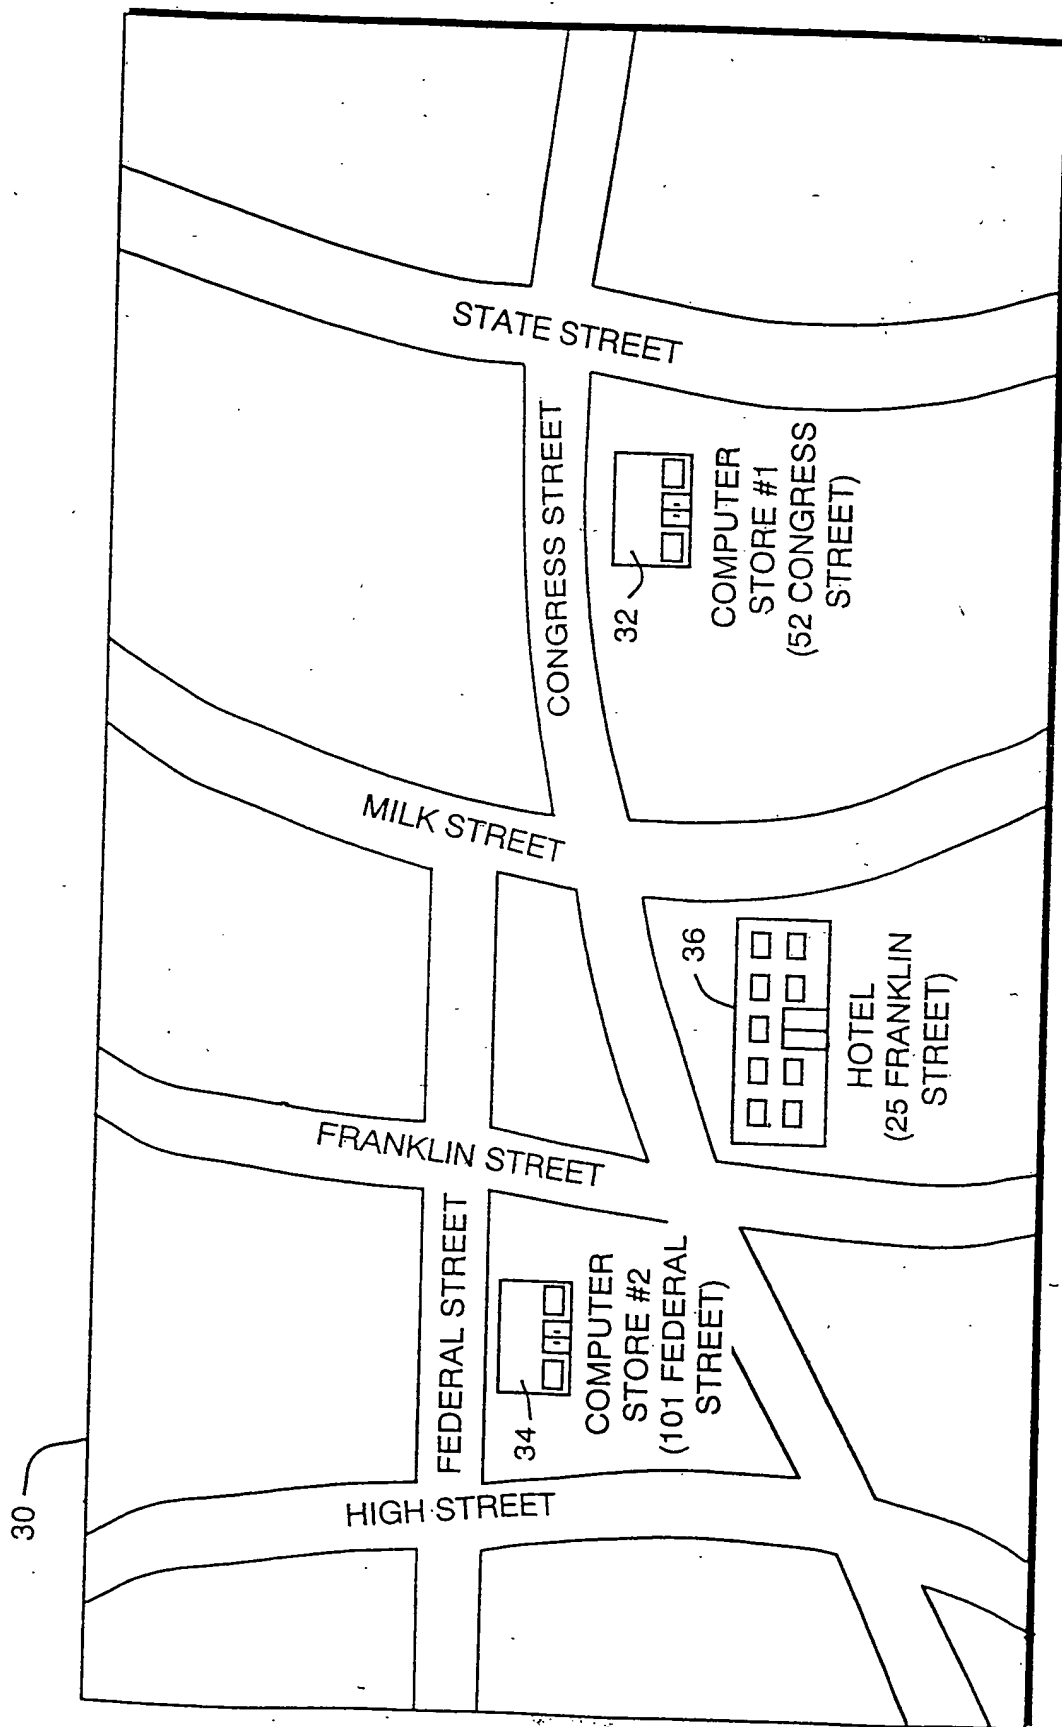 30
HIGH STREET
FEDERAL STREET
34
COMPUTER
STORE #2
(101 FEDERAL
STREET)
FRANKLIN STREET
36
HOTEL
(25 FRANKLIN
STREET)
MILK STREET
CONGRESS STREET
32
COMPUTER
STORE #1
(52 CONGRESS
STREET)
STATE STREET